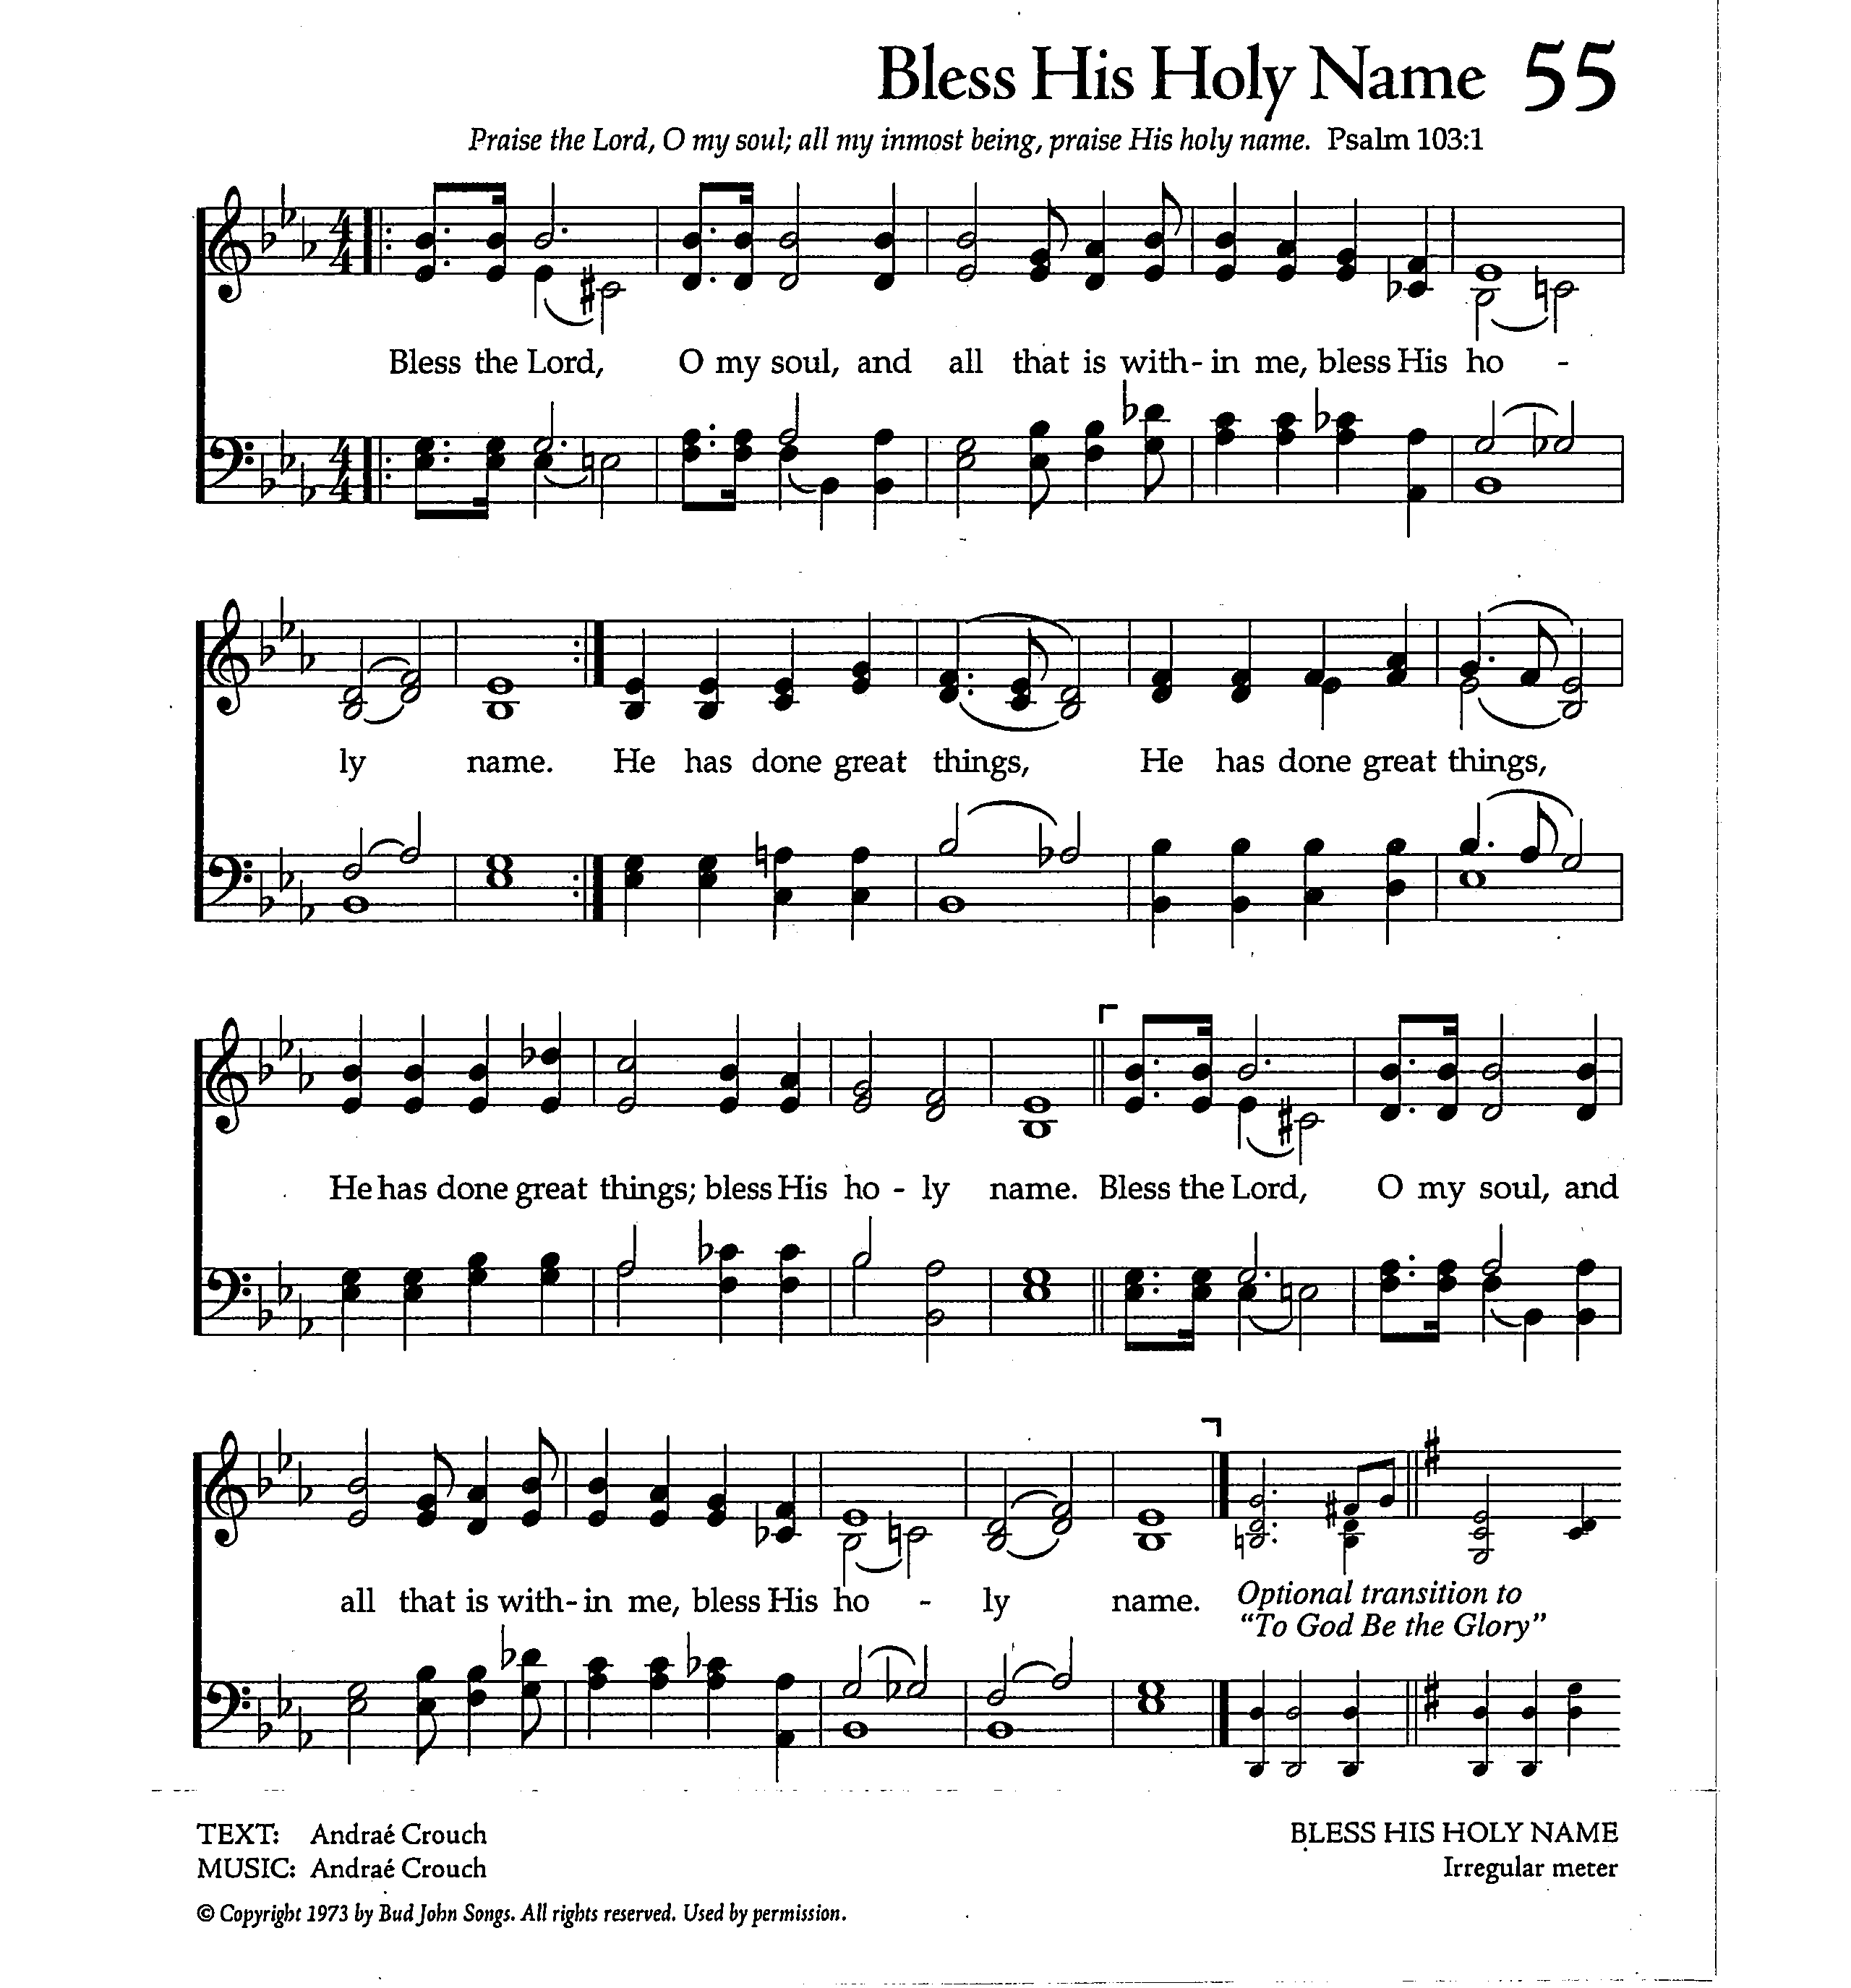 Bless His Holy Name 55
Praise the Lord, O my soul; all my inmost being, praise His holy name. Psalm 103:1
4 4
Bless the Lord, O my soul, and all that is with- in me, bless His ho -
4 4
ly name. He has done great things, He has done great things,
He has done great things; bless His ho - ly name. Bless the Lord, O my soul, and
all that is with- in me, bless His ho - ly name. Optional transition to
“To God Be the Glory”
TEXT: Andraé Crouch BLESS HIS HOLY NAME
MUSIC: Andraé Crouch Irregular meter
© Copyright 1973 by Bud John Songs. All rights reserved. Used by permission.